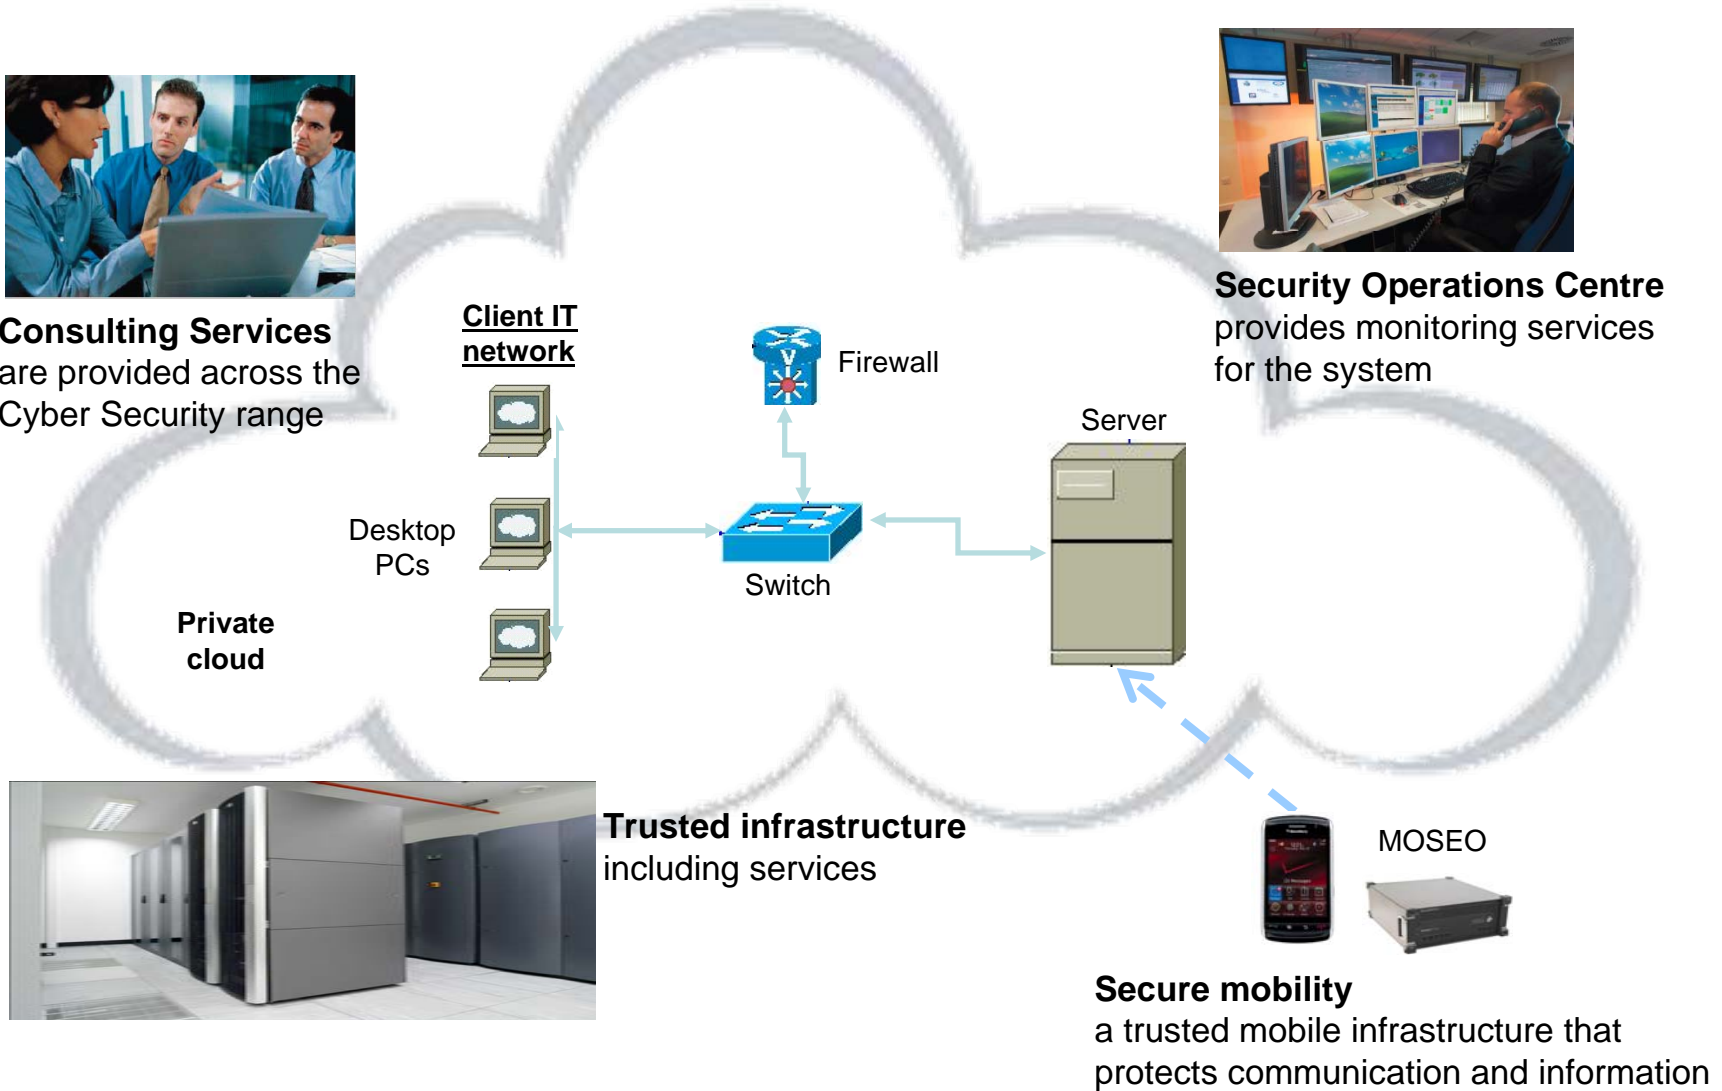 Consulting Services
are provided across the
Cyber Security range
Client IT
network
Firewall
Security Operations Centre
provides monitoring services
for the system
Server
Desktop
PCs
Switch
Private
cloud
Trusted infrastructure
including services
MOSEO
Secure mobility
a trusted mobile infrastructure that
protects communication and information